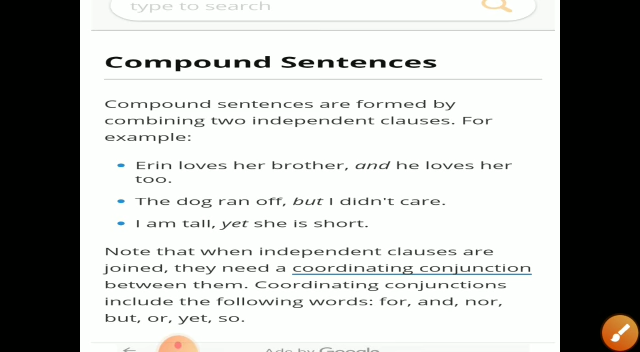 type to search
Compound Sentences
Compound sentences are formed by
combining two independent clauses. For
example:
• Erin loves her brother, and he loves her
too.
• The dog ran off, but I didn't care.
• I am tall, yet she is short.
Note that when independent clauses are
joined, they need a coordinating conjunction
between them. Coordinating conjunctions
include the following words: for, and, nor,
but, or, yet, so.
Ads by Google